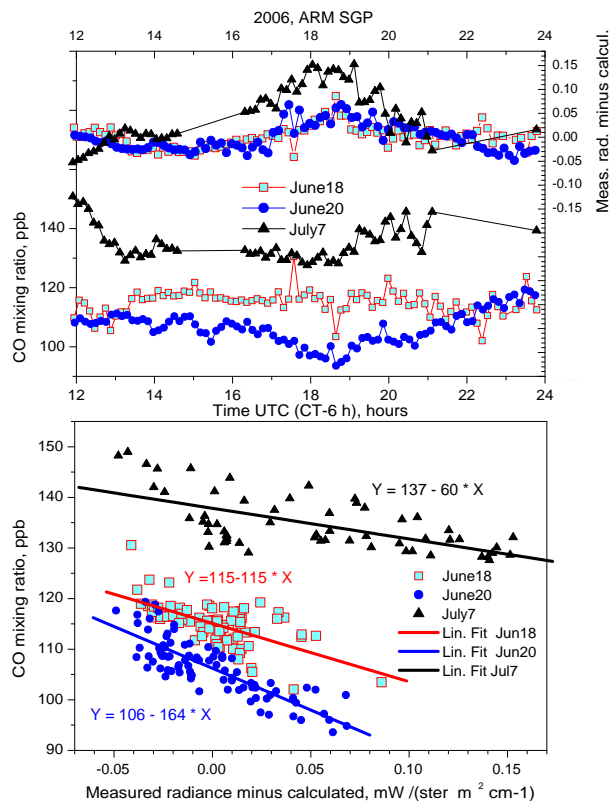 2006, ARM SGP
12 14 16 18 20 22 24
0.15
0.10
0.05
0.00
-0.05
-0.10
-0.15
Meas. rad. minus calcul.
June18
June20
July7
140
120
100
CO mixing ratio, ppb
12 14 16 18 20 22 24
Time UTC (CT-6 h), hours
150
140
130
120
110
100
90
CO mixing ratio, ppb
Y = 137 - 60 * X
Y =115-115 * X
Y = 106 - 164 * X
June18
June20
July7
Lin. Fit Jun18
Lin. Fit Jun20
Lin. Fit Jul7
-0.05 0.00 0.05 0.10 0.15
Measured radiance minus calculated, mW /(ster m 2 cm-1)